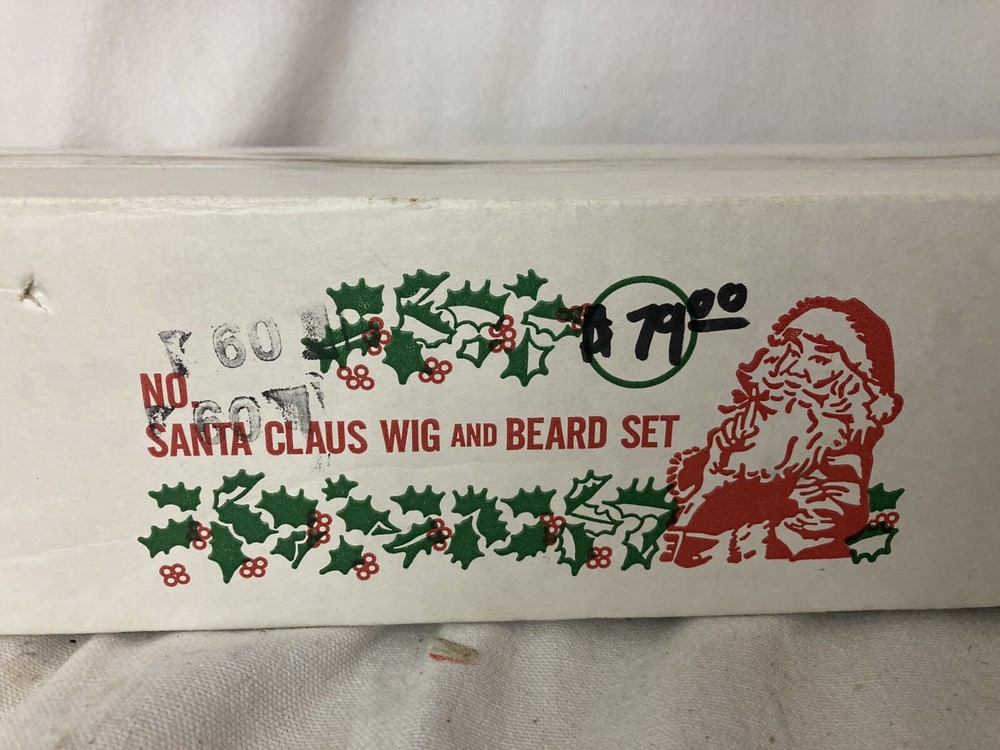 60
79.00
NO.
60
SANTA CLAUS WIG AND BEARD SET